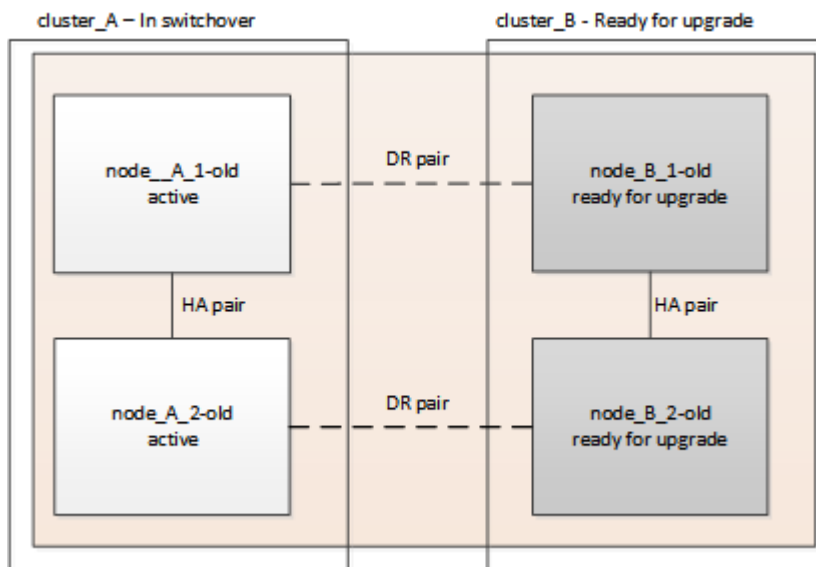 cluster_A – In switchover
cluster_B - Ready for upgrade
node__A_1-old
active
DR pair
node_B_1-old
ready for upgrade
HA pair
HA pair
node_A_2-old
active
DR pair
node_B_2-old
ready for upgrade